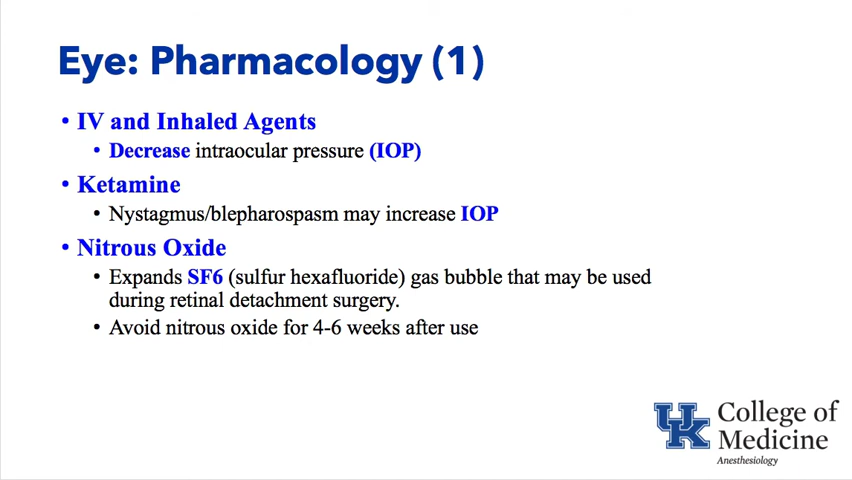 Eye: Pharmacology (1)
• IV and Inhaled Agents
• Decrease intraocular pressure (IOP)
• Ketamine
• Nystagmus/blepharospasm may increase IOP
• Nitrous Oxide
• Expands SF6 (sulfur hexafluoride) gas bubble that may be used
during retinal detachment surgery.
• Avoid nitrous oxide for 4-6 weeks after use
UK
College of
Medicine
Anesthesiology